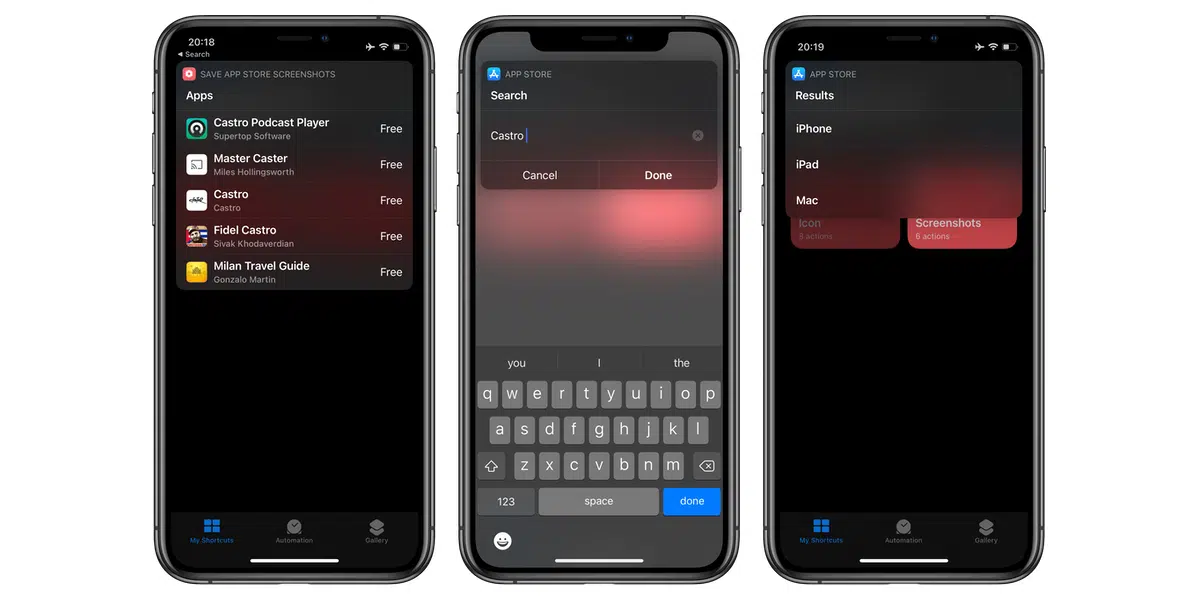 20:18
Search
SAVE APP STORE SCREENSHOTS
Apps
Castro Podcast Player
Supertop Software
Free
Master Caster
Miles Hollingsworth
Free
Castro
Castro
Free
Fidel Castro
Sivak Khodaverdian
Free
Milan Travel Guide
Gonzalo Martin
Free
My Shortcuts
Automation
Gallery
APP STORE
Search
Castro
Cancel
Done
you
I
the
q w e r t y u i o p
a s d f g h j k l
z x c v b n m
123
space
done
20:19
APP STORE
Results
iPhone
iPad
Mac
Icon
8 actions
Screenshots
6 actions
My Shortcuts
Automation
Gallery